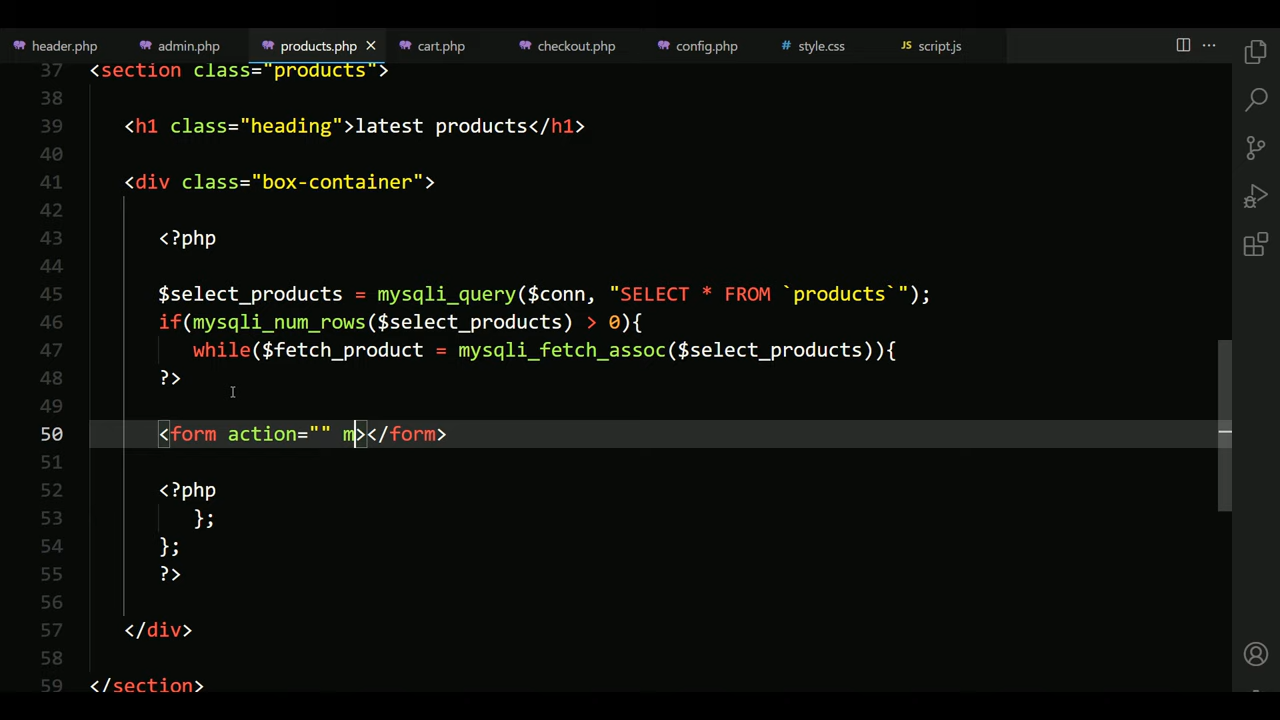 header.php admin.php products.php cart.php checkout.php config.php style.css JS script.js
37 <section class="products">
38
39 <h1 class="heading">latest products</h1>
40
41 <div class="box-container">
42
43 <?php
44
45 $select_products = mysqli_query($conn, "SELECT * FROM `products`");
46 if(mysqli_num_rows($select_products) > 0){
47 while($fetch_product = mysqli_fetch_assoc($select_products)){
48 ?>
49
50 <form action="" m></form>
51
52 <?php
53 };
54 };
55 ?>
56
57 </div>
58
59 </section>